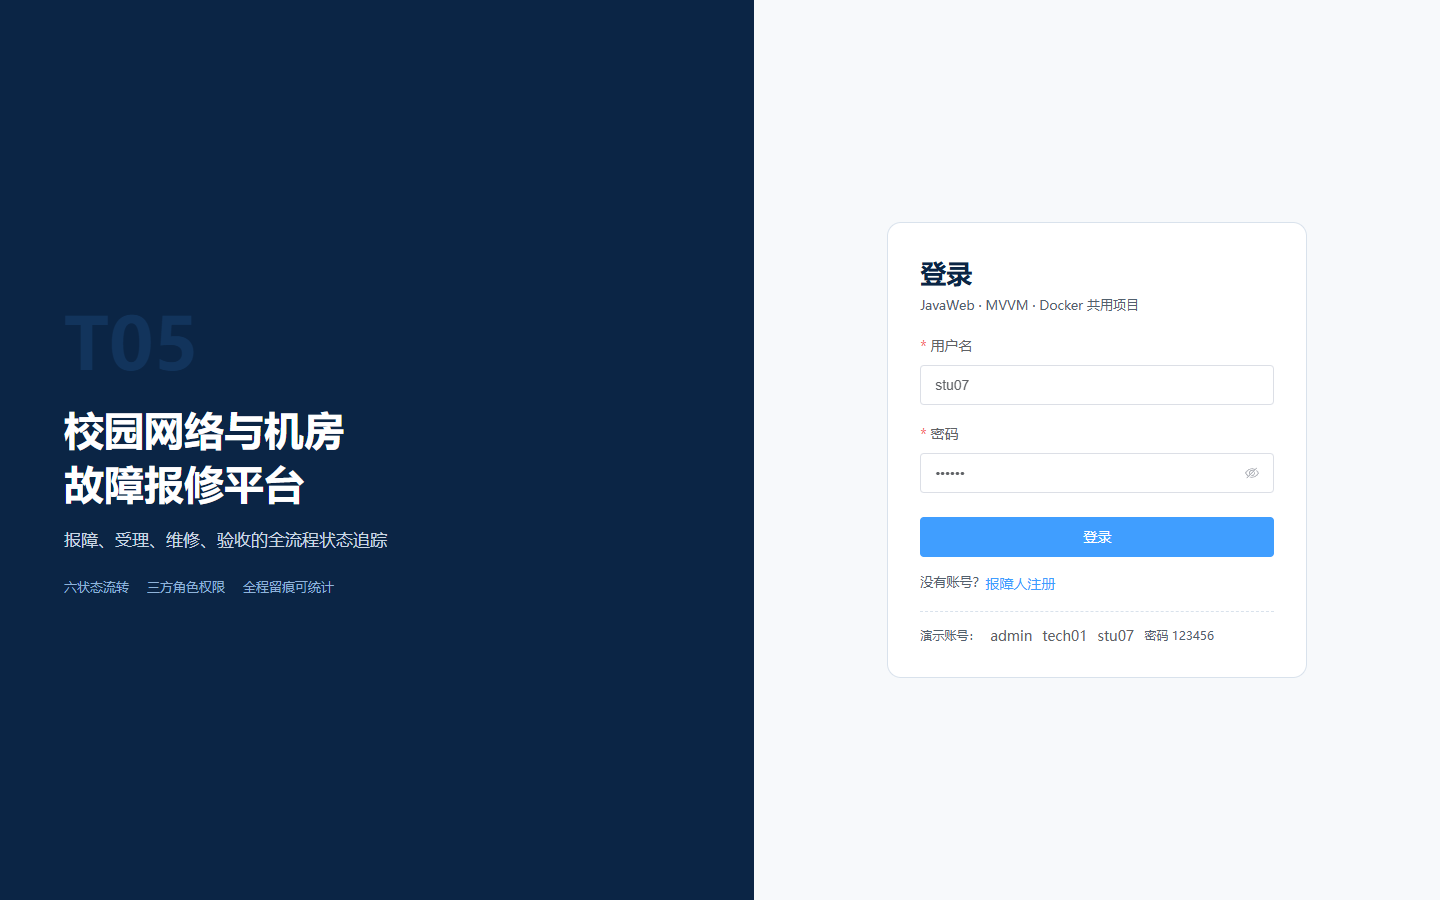 T05
校园网络与机房
故障报修平台
报障、受理、维修、验收的全流程状态追踪
六状态流转 三方角色权限 全程留痕可统计
登录
JavaWeb · MVVM · Docker 共用项目
* 用户名
stu07
* 密码
••••••
登录
没有账号? 报障人注册
演示账号: admin tech01 stu07 密码 123456